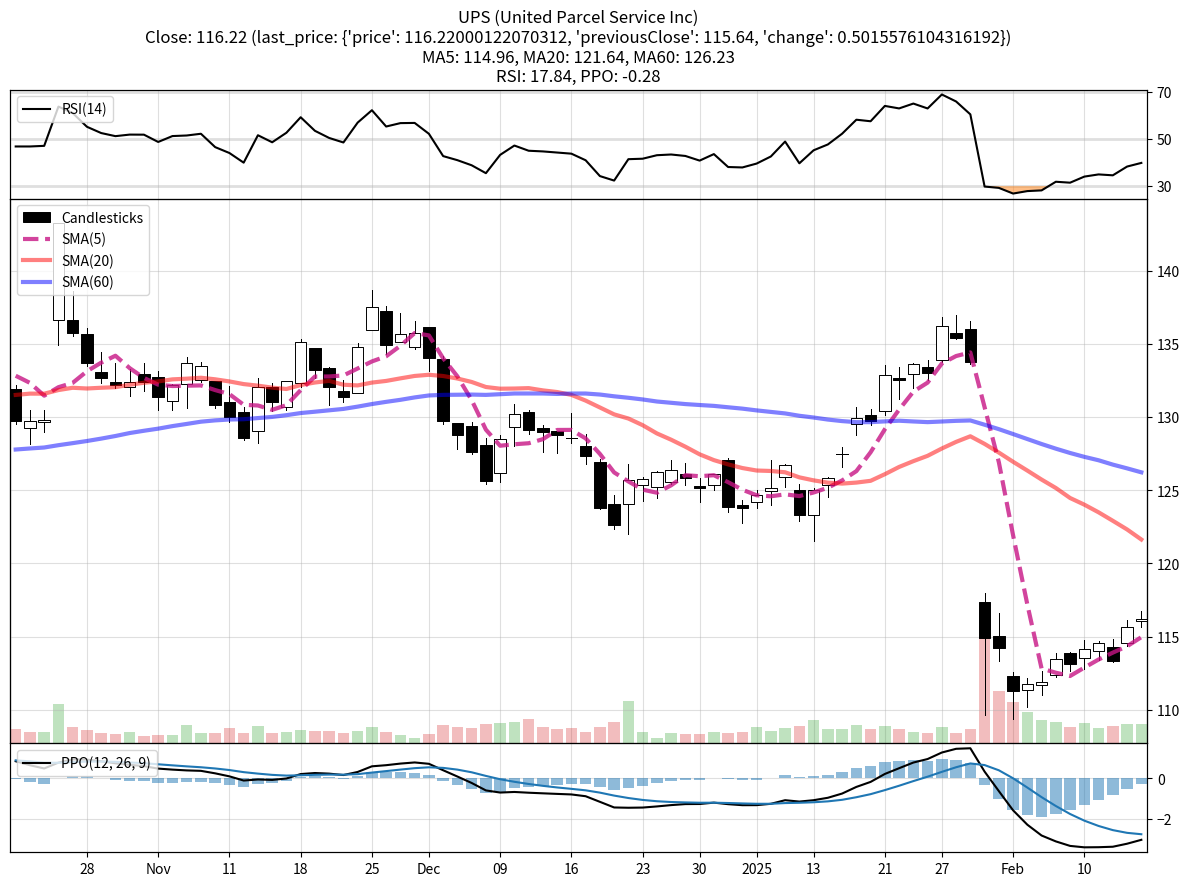 UPS (United Parcel Service Inc)
Close: 116.22 (last_price: {'price': 116.22000122070312, 'previousClose': 115.64, 'change': 0.5015576104316192})
MA5: 114.96, MA20: 121.64, MA60: 126.23
RSI: 17.84, PPO: -0.28
RSI(14)
70
50
30
Candlesticks
SMA(5)
SMA(20)
SMA(60)
140
135
130
125
120
115
110
PPO(12, 26, 9)
0
−2
28 Nov 11 18 25 Dec 09 16 23 30 2025 13 21 27 Feb 10